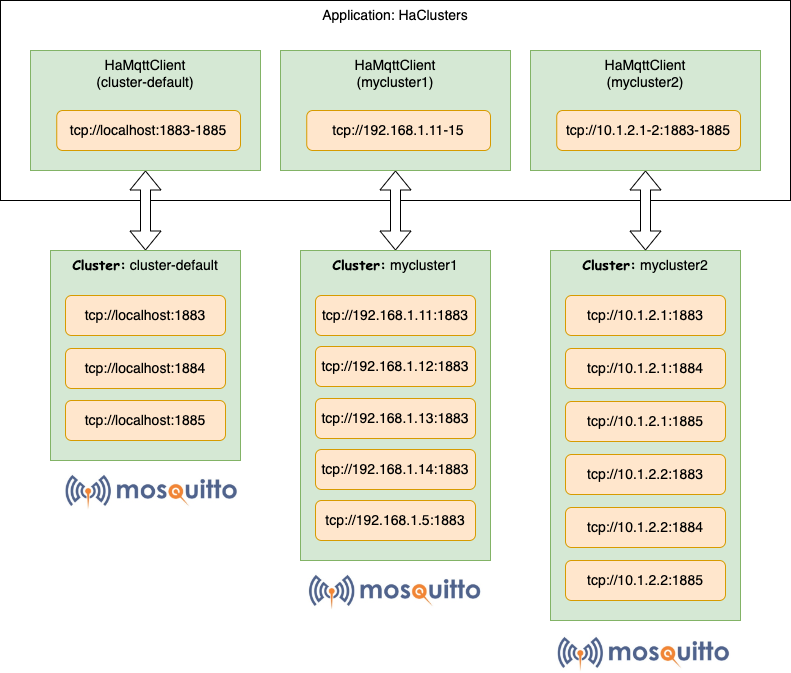 Application: HaClusters
HaMqttClient
(cluster-default)
tcp://localhost:1883-1885
HaMqttClient
(mycluster1)
tcp://192.168.1.11-15
HaMqttClient
(mycluster2)
tcp://10.1.2.1-2:1883-1885
Cluster: cluster-default
tcp://localhost:1883
tcp://localhost:1884
tcp://localhost:1885
mosquitto
Cluster: mycluster1
tcp://192.168.1.11:1883
tcp://192.168.1.12:1883
tcp://192.168.1.13:1883
tcp://192.168.1.14:1883
tcp://192.168.1.5:1883
mosquitto
Cluster: mycluster2
tcp://10.1.2.1:1883
tcp://10.1.2.1:1884
tcp://10.1.2.1:1885
tcp://10.1.2.2:1883
tcp://10.1.2.2:1884
tcp://10.1.2.2:1885
mosquitto